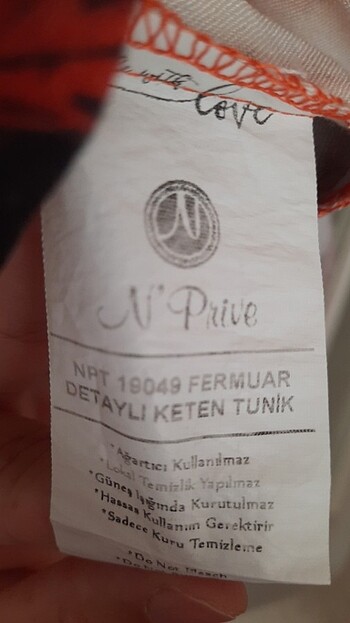 with
love
N
N' Prive
NPT 19049 FERMUAR
DETAYLI KETEN TUNİK
*Ağartıcı Kullanılmaz
*Lokal Temizlik Yapılmaz
*Güneş Işığında Kurutulmaz
*Hassas Kullanım Gerektirir
*Sadece Kuru Temizleme
*Do Not Bleach